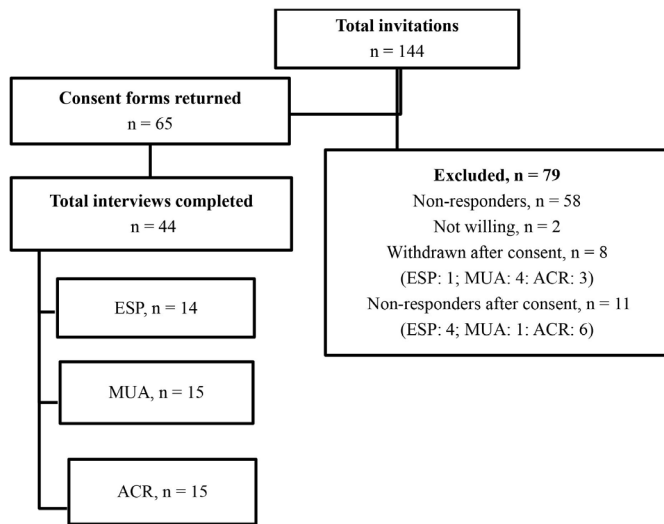 Total invitations
n = 144
Consent forms returned
n = 65
Excluded, n = 79
Non-responders, n = 58
Not willing, n = 2
Withdrawn after consent, n = 8
(ESP: 1; MUA: 4: ACR: 3)
Non-responders after consent, n = 11
(ESP: 4; MUA: 1: ACR: 6)
Total interviews completed
n = 44
ESP, n = 14
MUA, n = 15
ACR, n = 15